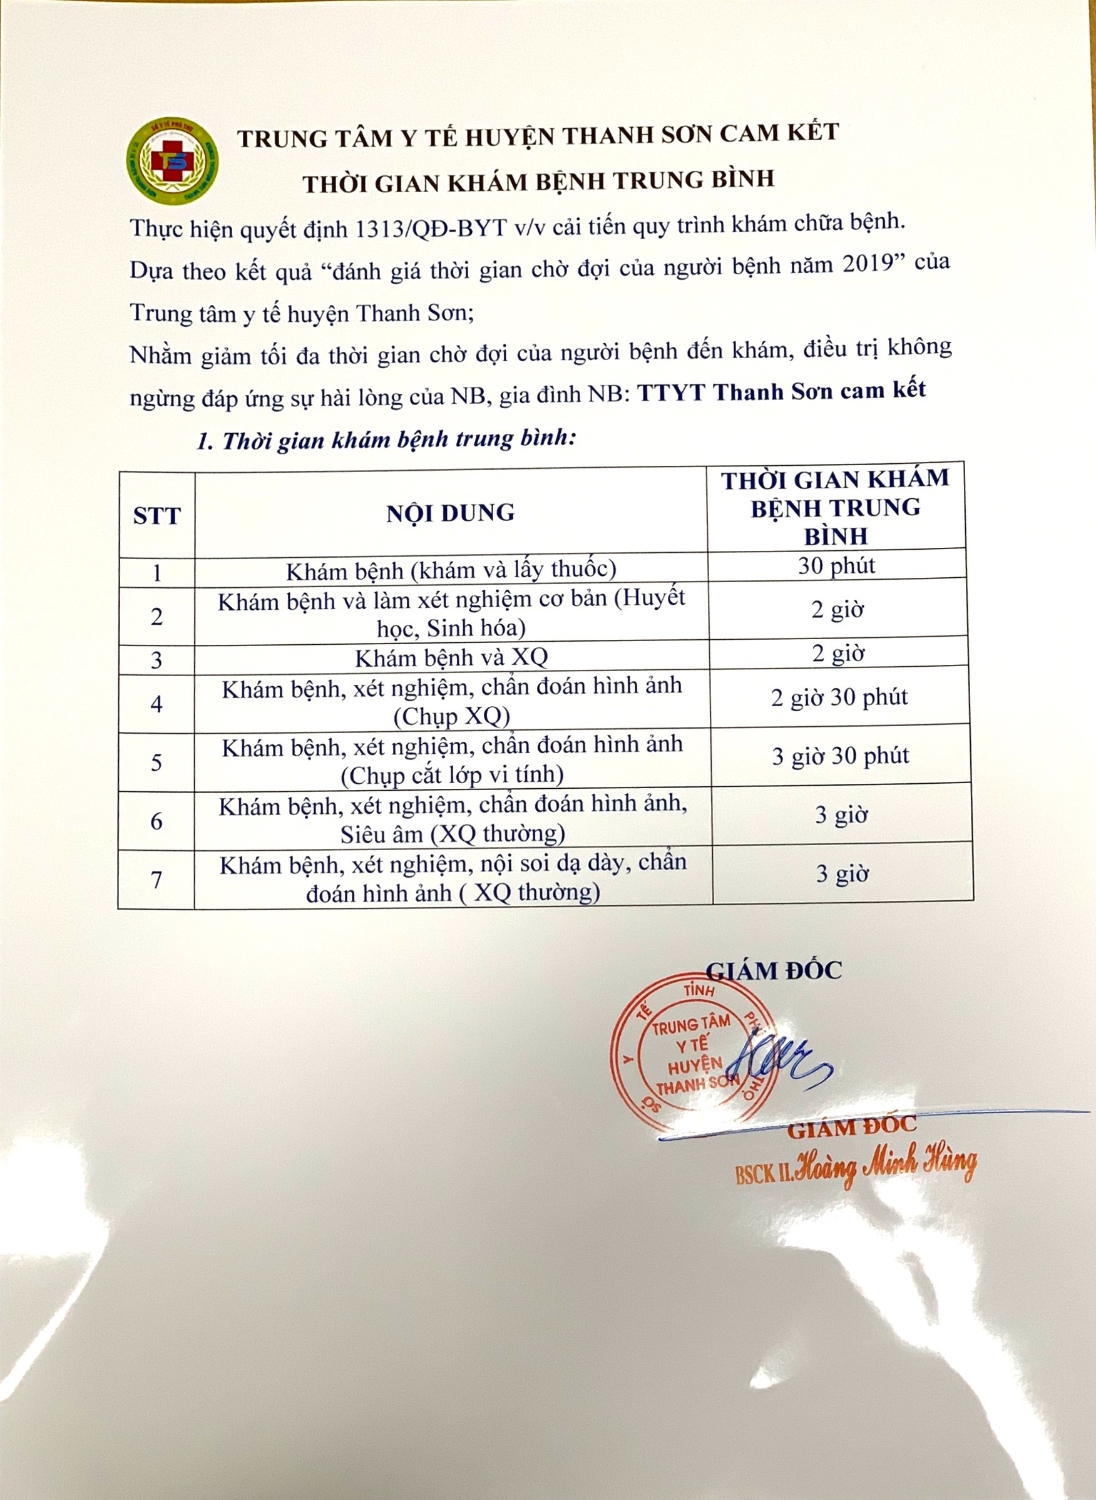 SỞ Y TẾ PHÚ THỌ
TS
TRUNG TÂM Y TẾ HUYỆN THANH SƠN CAM KẾT
THỜI GIAN KHÁM BỆNH TRUNG BÌNH
Thực hiện quyết định 1313/QĐ-BYT v/v cải tiến quy trình khám chữa bệnh.
Dựa theo kết quả “đánh giá thời gian chờ đợi của người bệnh năm 2019” của
Trung tâm y tế huyện Thanh Sơn;
Nhằm giảm tối đa thời gian chờ đợi của người bệnh đến khám, điều trị không
ngừng đáp ứng sự hài lòng của NB, gia đình NB: TTYT Thanh Sơn cam kết
1. Thời gian khám bệnh trung bình:
STT NỘI DUNG THỜI GIAN KHÁM
BỆNH TRUNG
BÌNH
1 Khám bệnh (khám và lấy thuốc) 30 phút
2 Khám bệnh và làm xét nghiệm cơ bản (Huyết
học, Sinh hóa) 2 giờ
3 Khám bệnh và XQ 2 giờ
4 Khám bệnh, xét nghiệm, chẩn đoán hình ảnh
(Chụp XQ) 2 giờ 30 phút
5 Khám bệnh, xét nghiệm, chẩn đoán hình ảnh
(Chụp cắt lớp vi tính) 3 giờ 30 phút
6 Khám bệnh, xét nghiệm, chẩn đoán hình ảnh,
Siêu âm (XQ thường) 3 giờ
7 Khám bệnh, xét nghiệm, nội soi dạ dày, chẩn
đoán hình ảnh ( XQ thường) 3 giờ
GIÁM ĐỐC
SỞ Y TẾ TỈNH PHÚ THỌ
TRUNG TÂM
Y TẾ
HUYỆN
THANH SƠN
GIÁM ĐỐC
BSCK II. Hoàng Minh Hùng